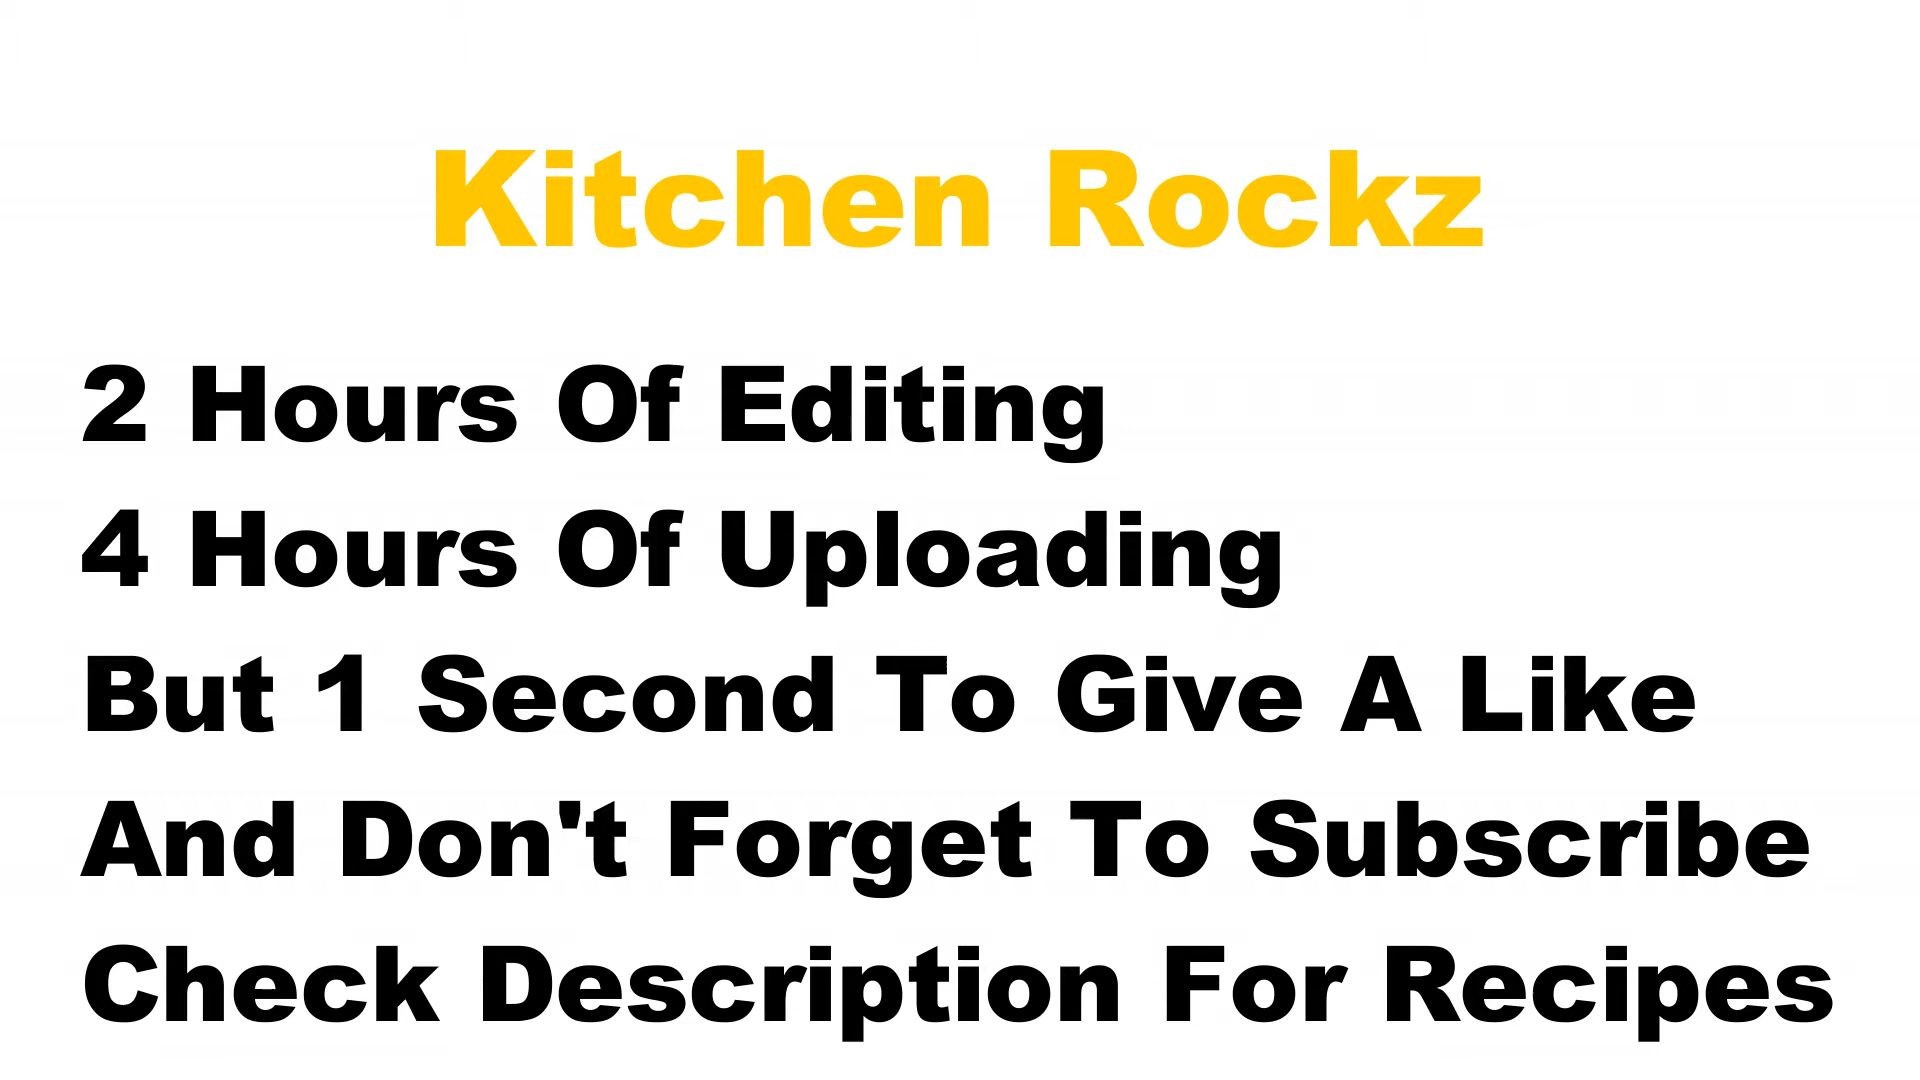 Kitchen Rockz
2 Hours Of Editing
4 Hours Of Uploading
But 1 Second To Give A Like
And Don't Forget To Subscribe
Check Description For Recipes